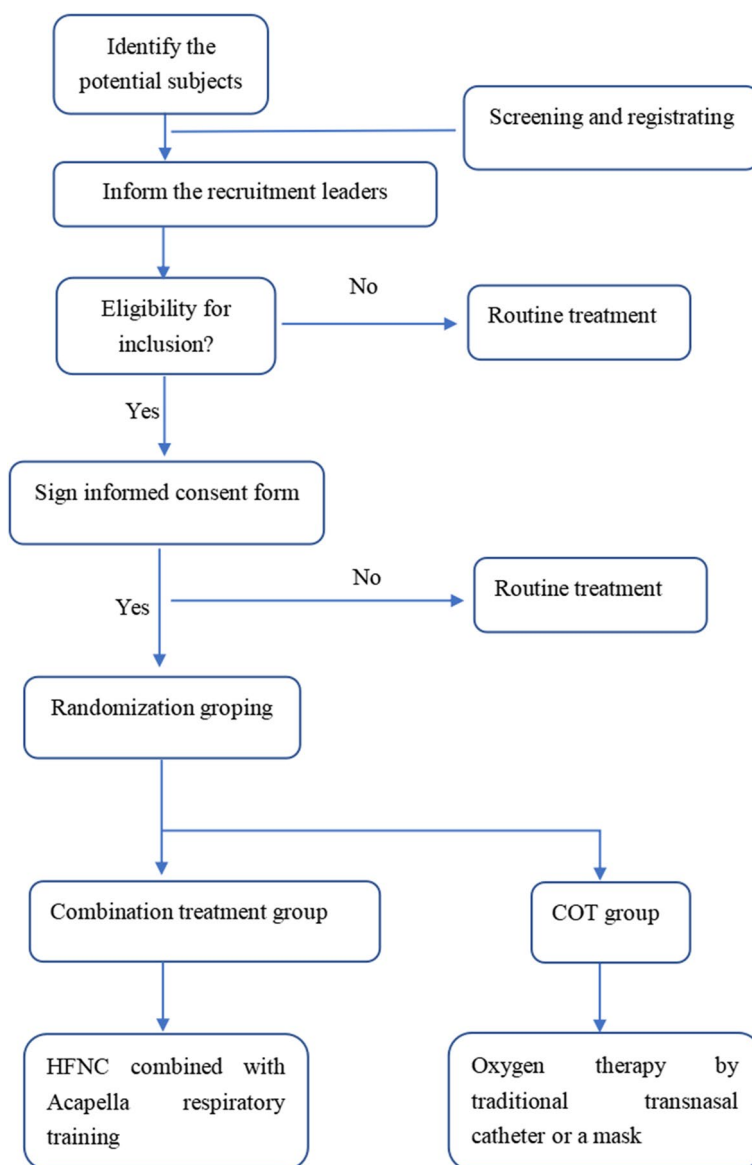 Identify the
potential subjects
Screening and registrating
Inform the recruitment leaders
Eligibility for
inclusion?
No
Routine treatment
Yes
Sign informed consent form
No
Routine treatment
Yes
Randomization groping
Combination treatment group
COT group
HFNC combined with
Acapella respiratory
training
Oxygen therapy by
traditional transnasal
catheter or a mask